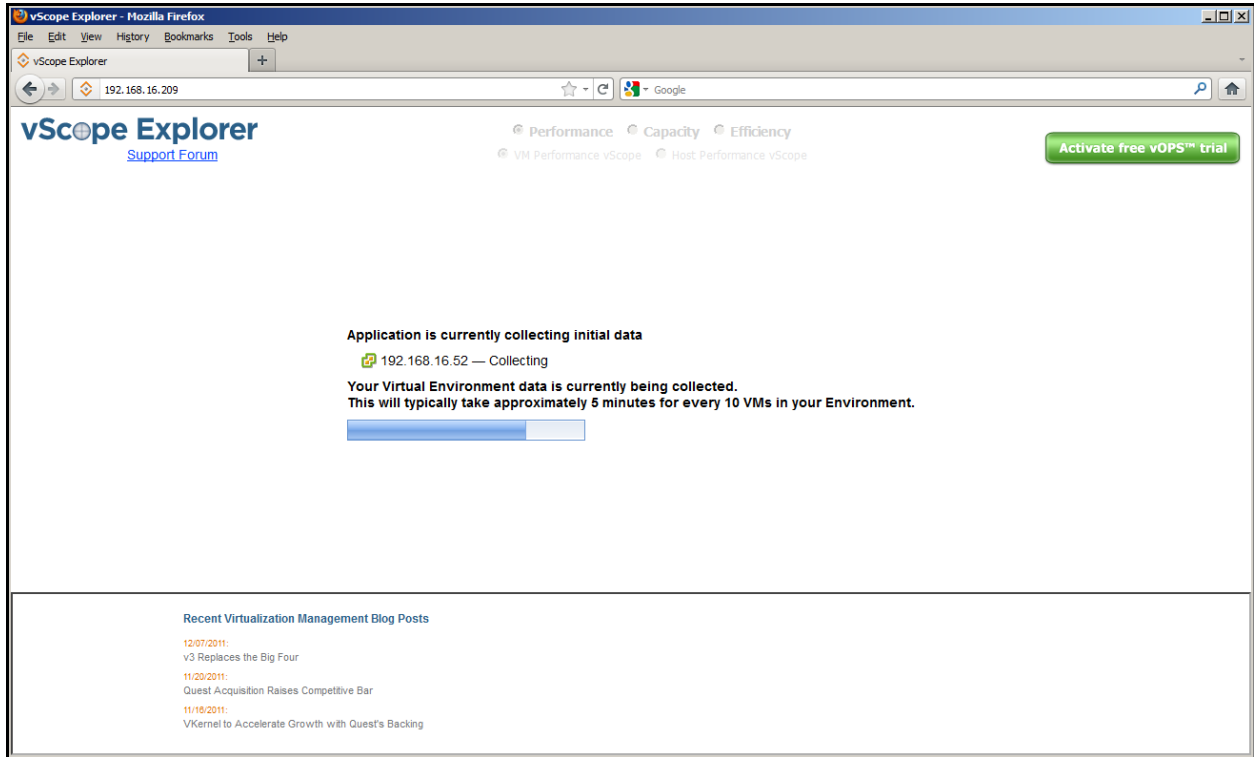 vScope Explorer - Mozilla Firefox
File Edit View History Bookmarks Tools Help
vScope Explorer +
192.168.16.209 Google
vScope Explorer
Support Forum
Performance Capacity Efficiency
VM Performance vScope Host Performance vScope
Activate free vOPS™ trial
Application is currently collecting initial data
192.168.16.52 — Collecting
Your Virtual Environment data is currently being collected.
This will typically take approximately 5 minutes for every 10 VMs in your Environment.
Recent Virtualization Management Blog Posts
12/07/2011:
v3 Replaces the Big Four
11/20/2011:
Quest Acquisition Raises Competitive Bar
11/16/2011:
VKernel to Accelerate Growth with Quest's Backing